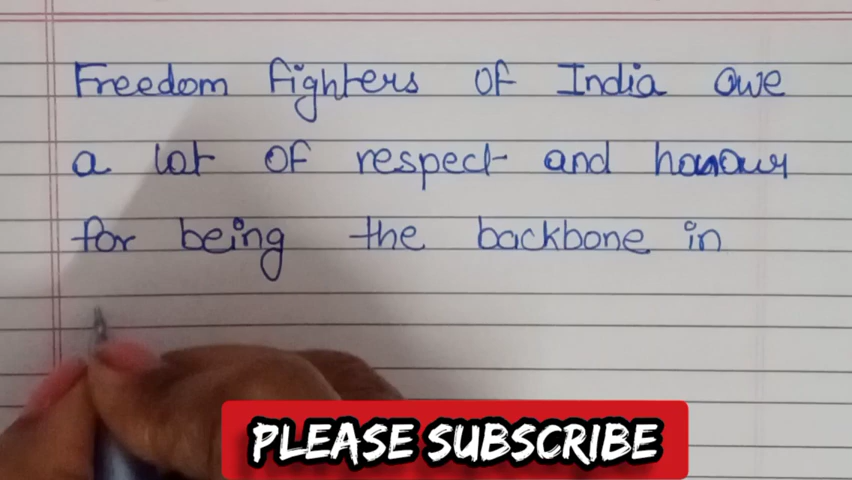 Freedom fighters of India owe
a lot of respect and honour
for being the backbone in
PLEASE SUBSCRIBE